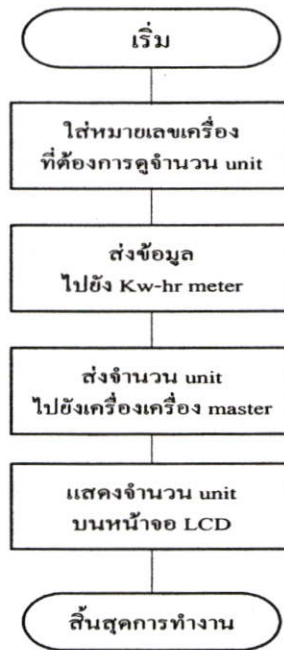 เริ่ม
ใส่หมายเลขเครื่อง
ที่ต้องการดูจำนวน unit
ส่งข้อมูล
ไปยัง Kw-hr meter
ส่งจำนวน unit
ไปยังเครื่องเครื่อง master
แสดงจำนวน unit
บนหน้าจอ LCD
สิ้นสุดการทำงาน